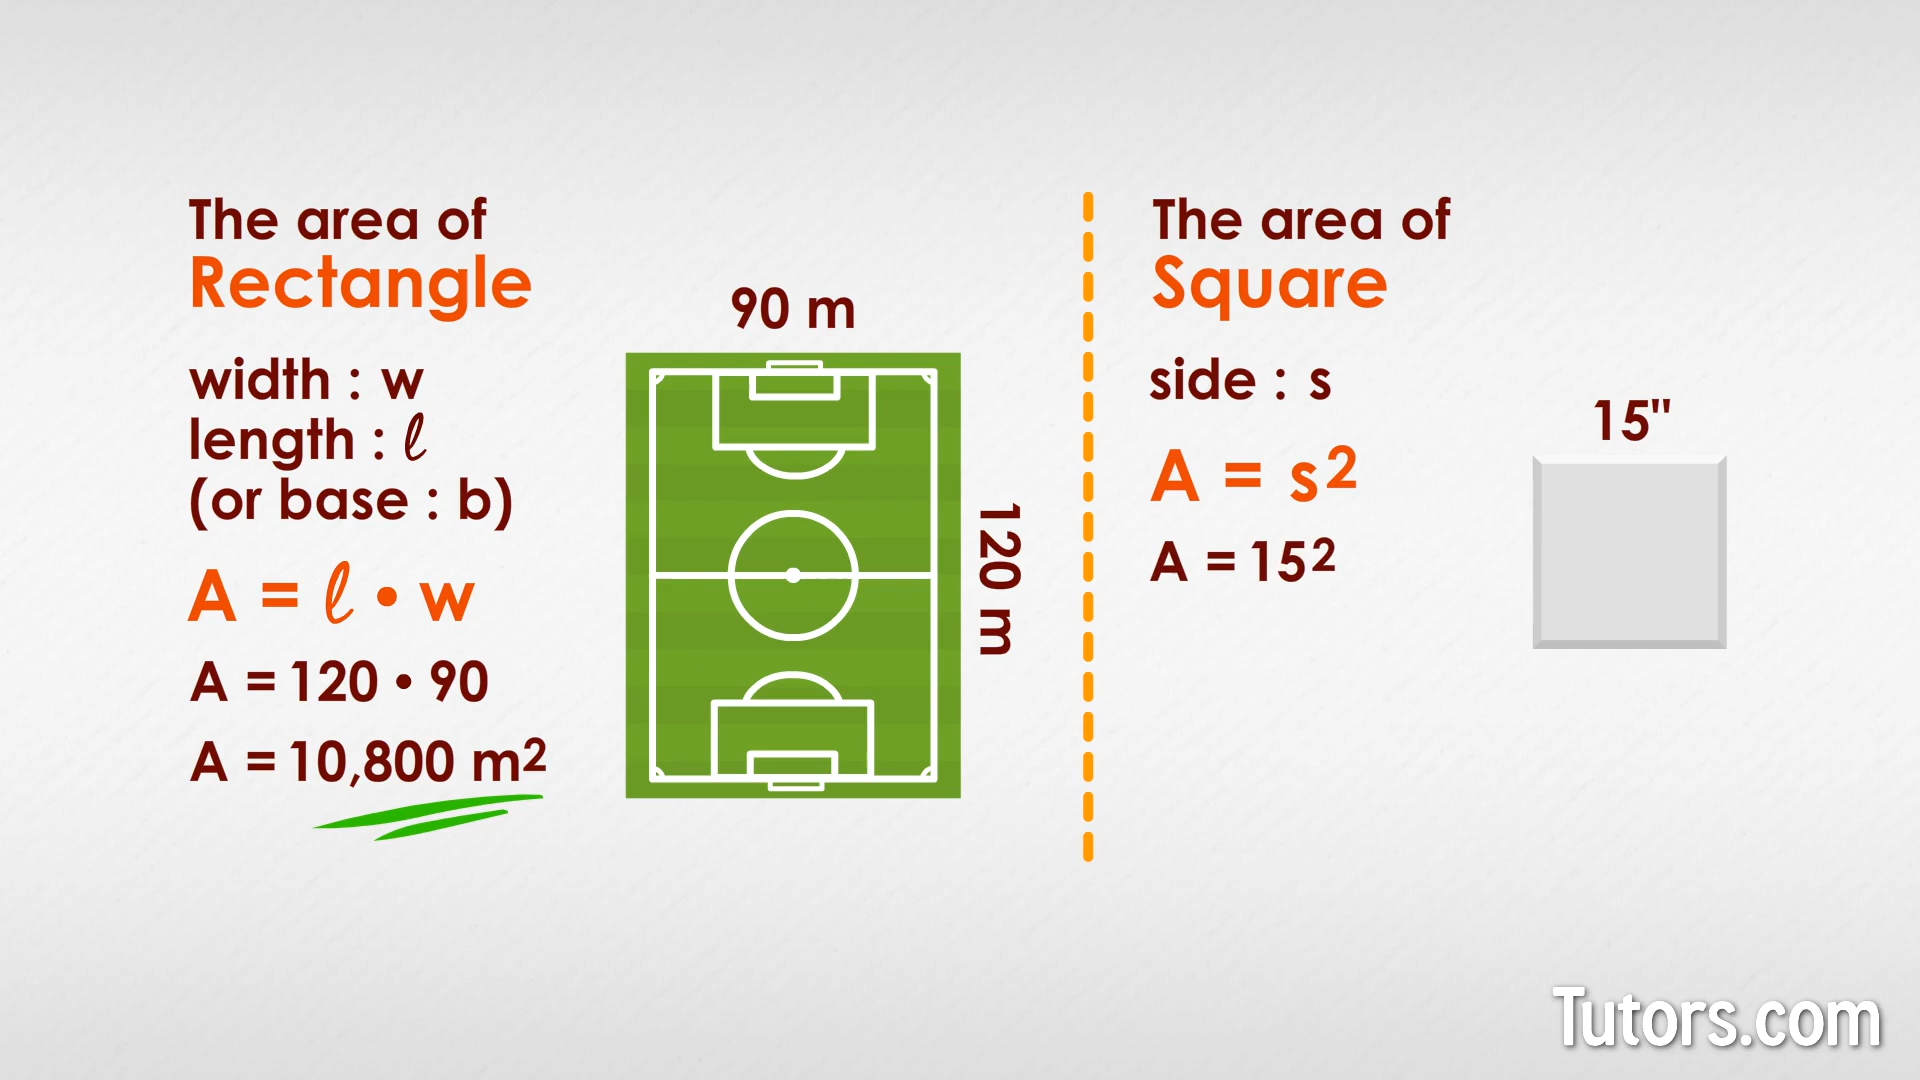 The area of
Rectangle
width : w
length : ℓ
(or base : b)
A = ℓ • w
A = 120 • 90
A = 10,800 m²
90 m
120 m
The area of
Square
side : s
A = s²
A = 15²
15"
Tutors.com